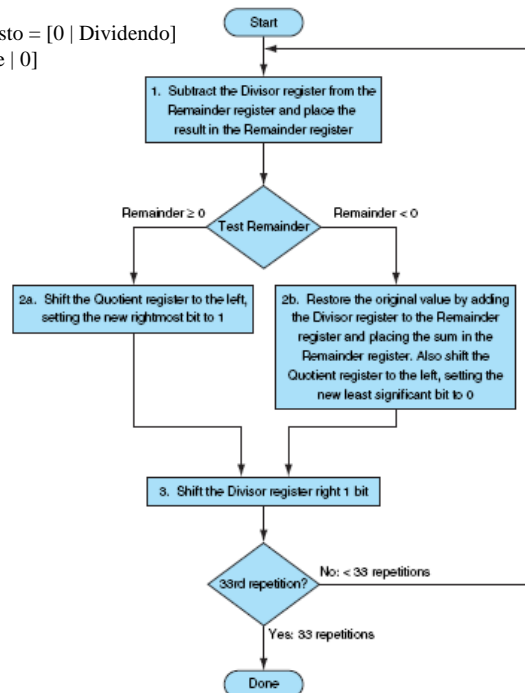 sto = [0 | Dividendo]
e | 0]
Start
1. Subtract the Divisor register from the
Remainder register and place the
result in the Remainder register
Remainder ≥ 0
Remainder < 0
Test Remainder
2a. Shift the Quotient register to the left,
setting the new rightmost bit to 1
2b. Restore the original value by adding
the Divisor register to the Remainder
register and placing the sum in the
Remainder register. Also shift the
Quotient register to the left, setting the
new least significant bit to 0
3. Shift the Divisor register right 1 bit
33rd repetition?
No: < 33 repetitions
Yes: 33 repetitions
Done